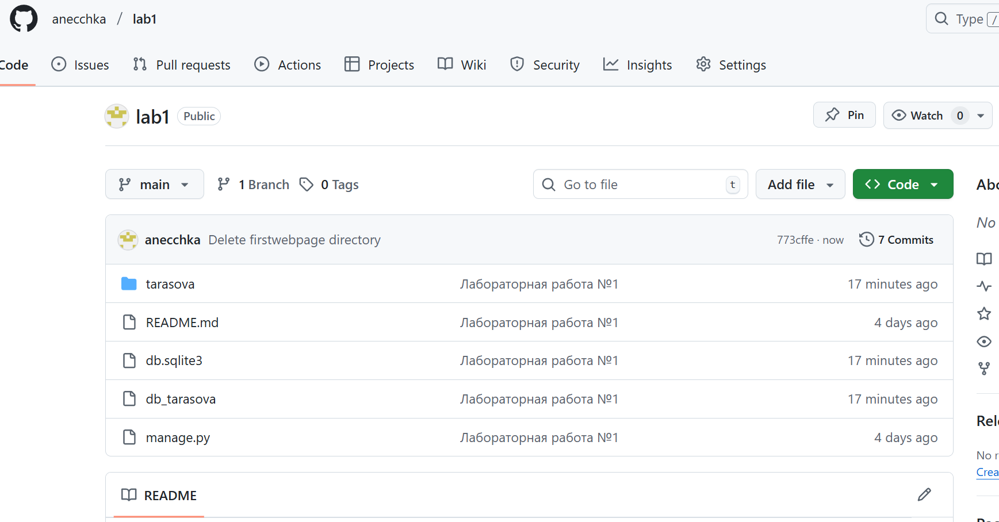 anecchka / lab1
Type /
Code Issues Pull requests Actions Projects Wiki Security Insights Settings
lab1 Public
Pin
Watch 0
main
1 Branch
0 Tags
Go to file t
Add file
Code
anecchka Delete firstwebpage directory
773cffe · now
7 Commits
tarasova Лабораторная работа №1 17 minutes ago
README.md Лабораторная работа №1 4 days ago
db.sqlite3 Лабораторная работа №1 17 minutes ago
db_tarasova Лабораторная работа №1 17 minutes ago
manage.py Лабораторная работа №1 4 days ago
README
No
No